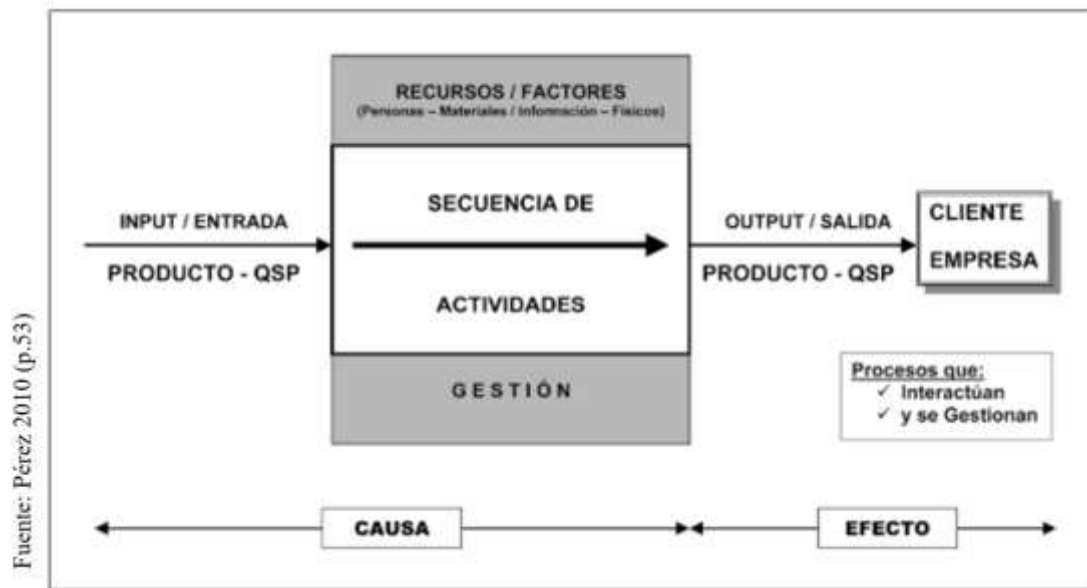 RECURSOS / FACTORES
(Personas – Materiales / Información – Físicos)
INPUT / ENTRADA
PRODUCTO - QSP
SECUENCIA DE
ACTIVIDADES
OUTPUT / SALIDA
PRODUCTO - QSP
CLIENTE
EMPRESA
GESTIÓN
Procesos que:
✓ Interactúan
✓ y se Gestionan
CAUSA
EFECTO
Fuente: Pérez 2010 (p.53)